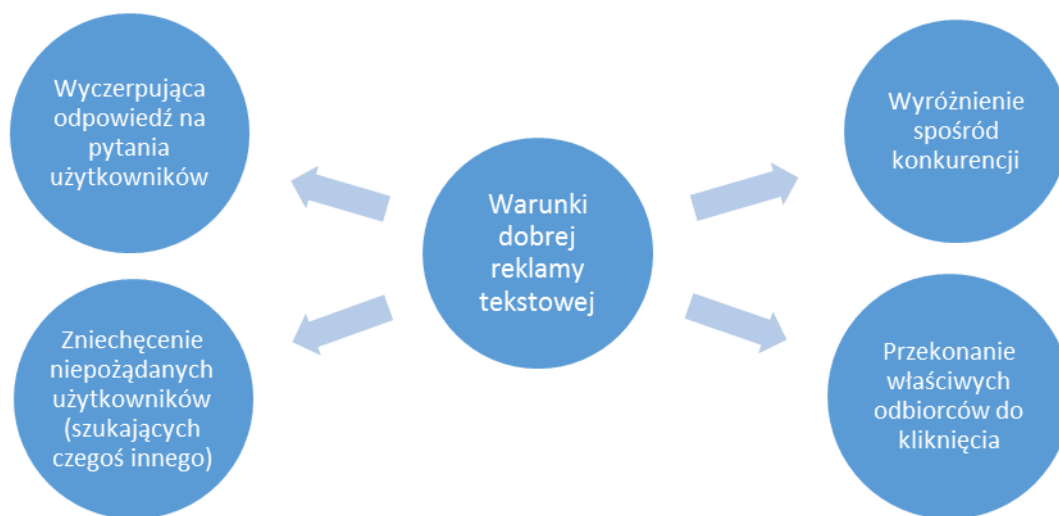 Wyczerpująca
odpowiedź na
pytania
użytkowników
Wyróżnienie
spośród
konkurencji
Warunki
dobrej
reklamy
tekstowej
Zniechęcenie
niepożądanych
użytkowników
(szukających
czegoś innego)
Przekonanie
właściwych
odbiorców do
kliknięcia